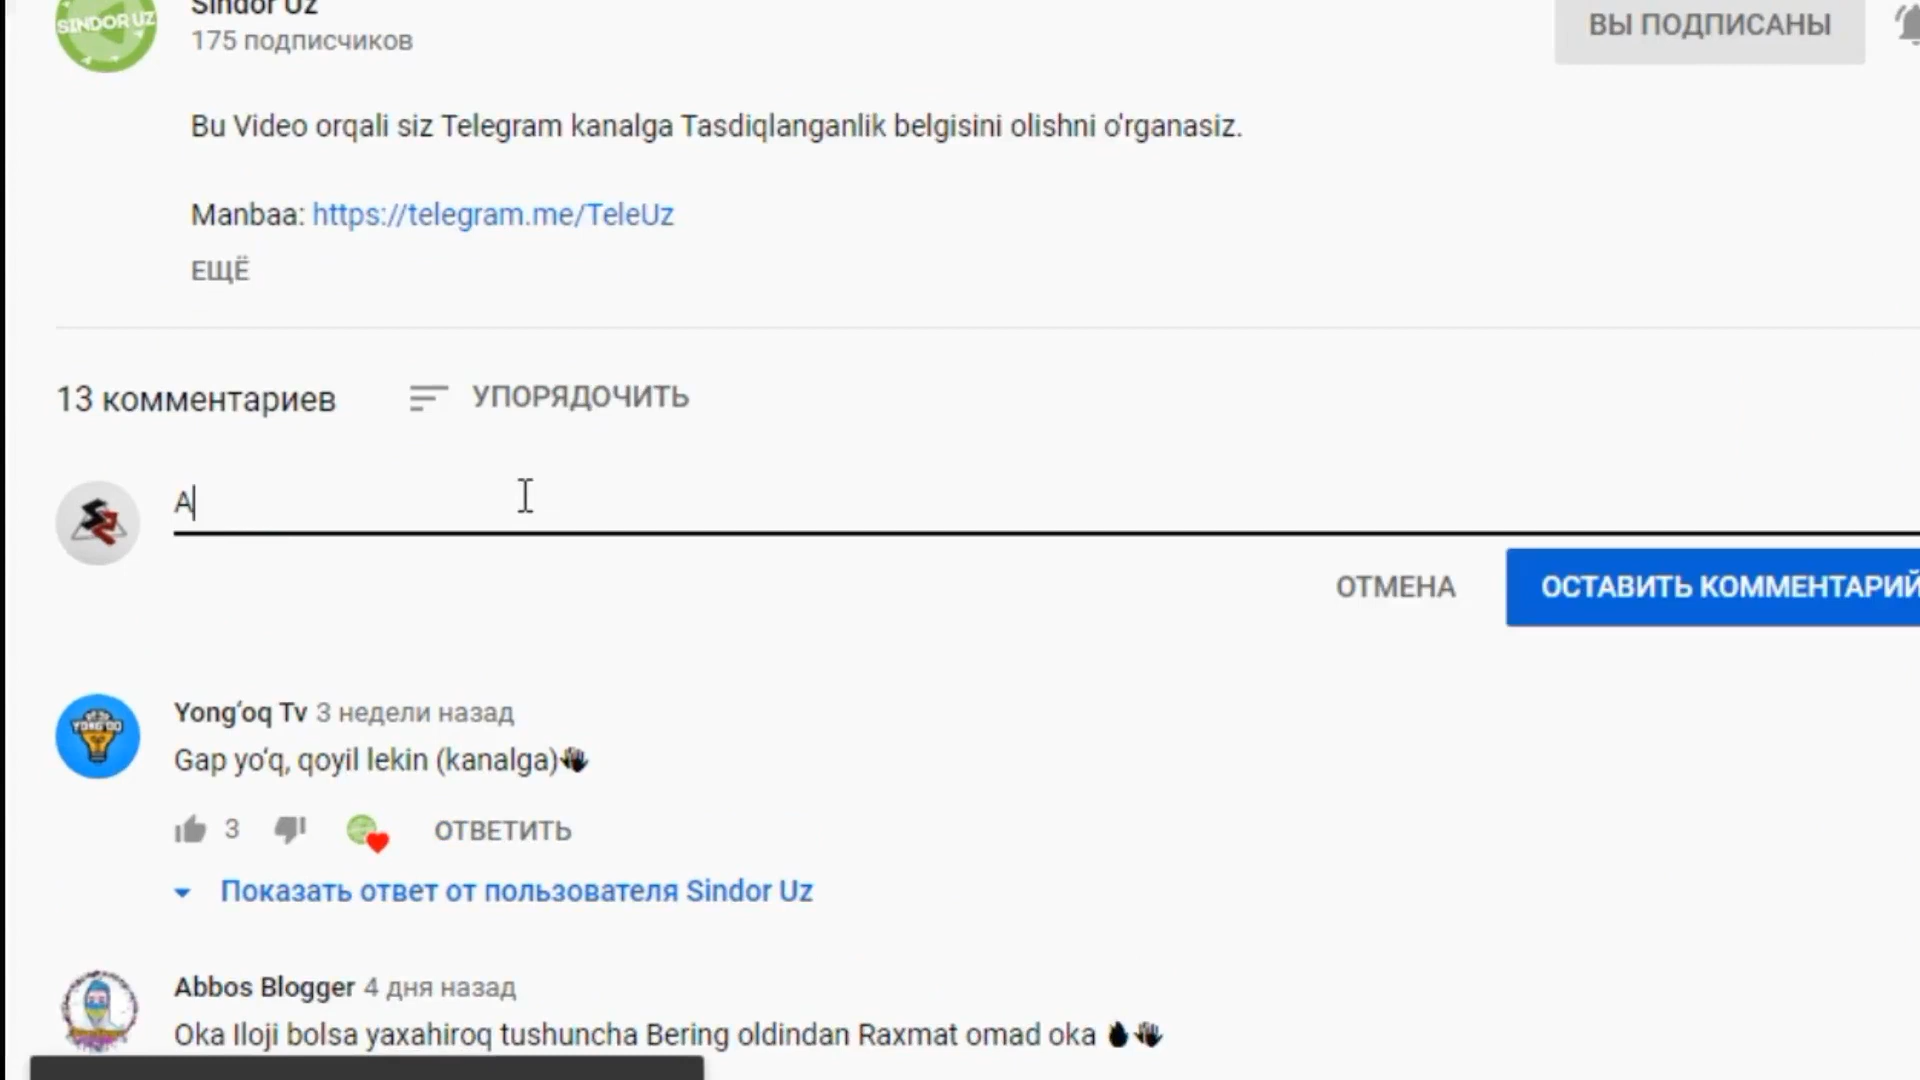 SINDOR UZ
Sindor Uz
175 подписчиков
ВЫ ПОДПИСАНЫ
Bu Video orqali siz Telegram kanalga Tasdiqlanganlik belgisini olishni o'rganasiz.
Manbaa: https://telegram.me/TeleUz
ЕЩЁ
13 комментариев
УПОРЯДОЧИТЬ
A
ОТМЕНА
ОСТАВИТЬ КОММЕНТАРИЙ
Yongʻoq Tv 3 недели назад
Gap yoʻq, qoyil lekin (kanalga)👋
3
ОТВЕТИТЬ
Показать ответ от пользователя Sindor Uz
Abbos Blogger 4 дня назад
Oka Iloji bolsa yaxahiroq tushuncha Bering oldindan Raxmat omad oka